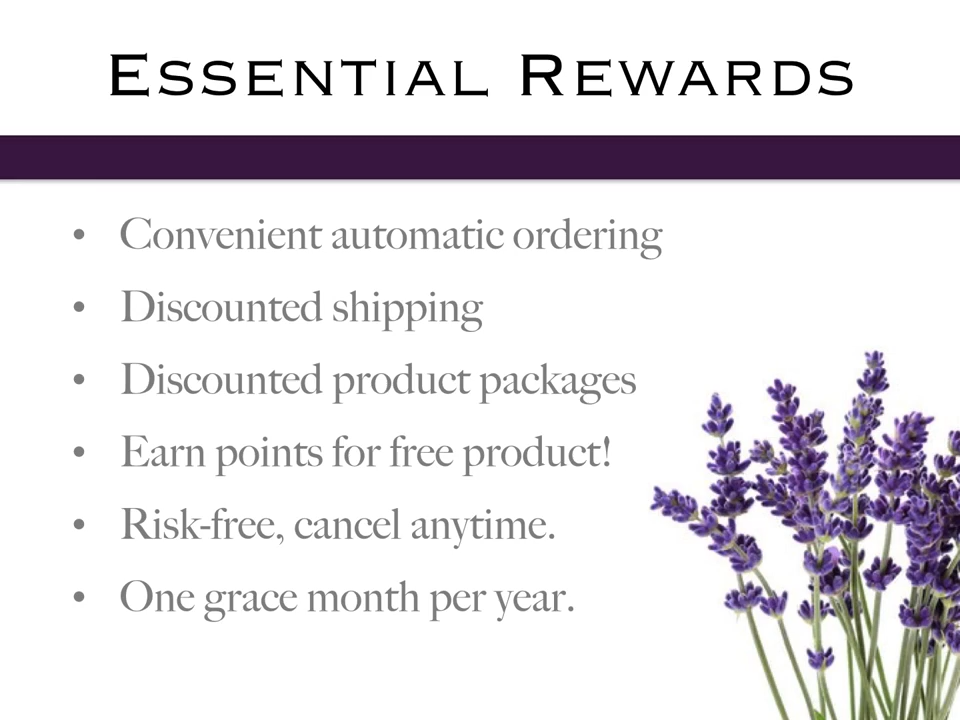 Essential Rewards
• Convenient automatic ordering
• Discounted shipping
• Discounted product packages
• Earn points for free product!
• Risk-free, cancel anytime.
• One grace month per year.